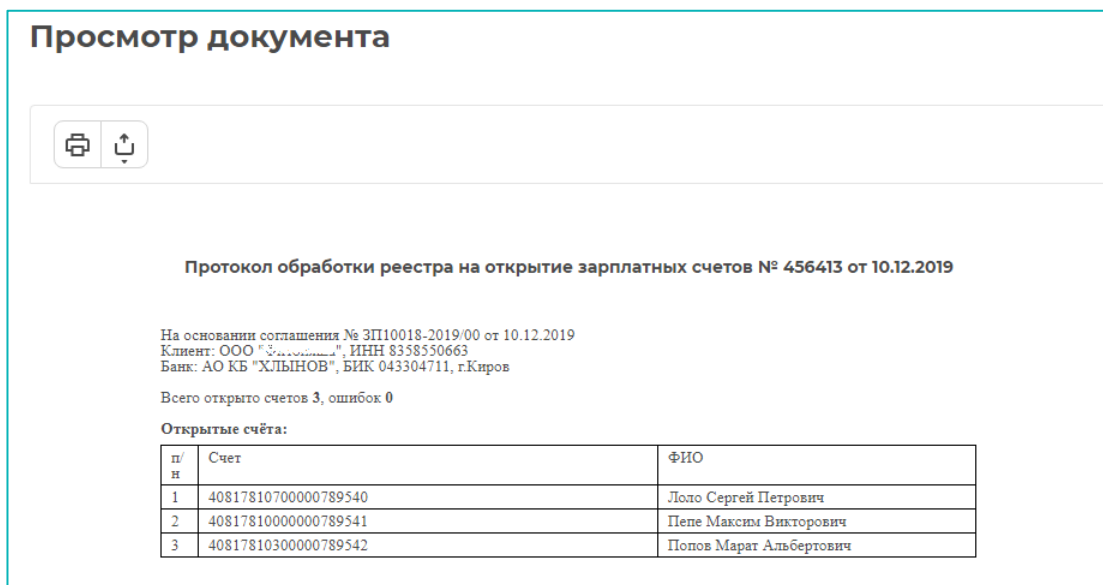 Просмотр документа
Протокол обработки реестра на открытие зарплатных счетов № 456413 от 10.12.2019
На основании соглашения № ЗП10018-2019/00 от 10.12.2019
Клиент: ООО " ", ИНН 8358550663
Банк: АО КБ "ХЛЫНОВ", БИК 043304711, г.Киров
Всего открыто счетов 3, ошибок 0
Открытые счёта:
п/н Счет ФИО
1 40817810700000789540 Лоло Сергей Петрович
2 40817810000000789541 Пепе Максим Викторович
3 40817810300000789542 Попов Марат Альбертович